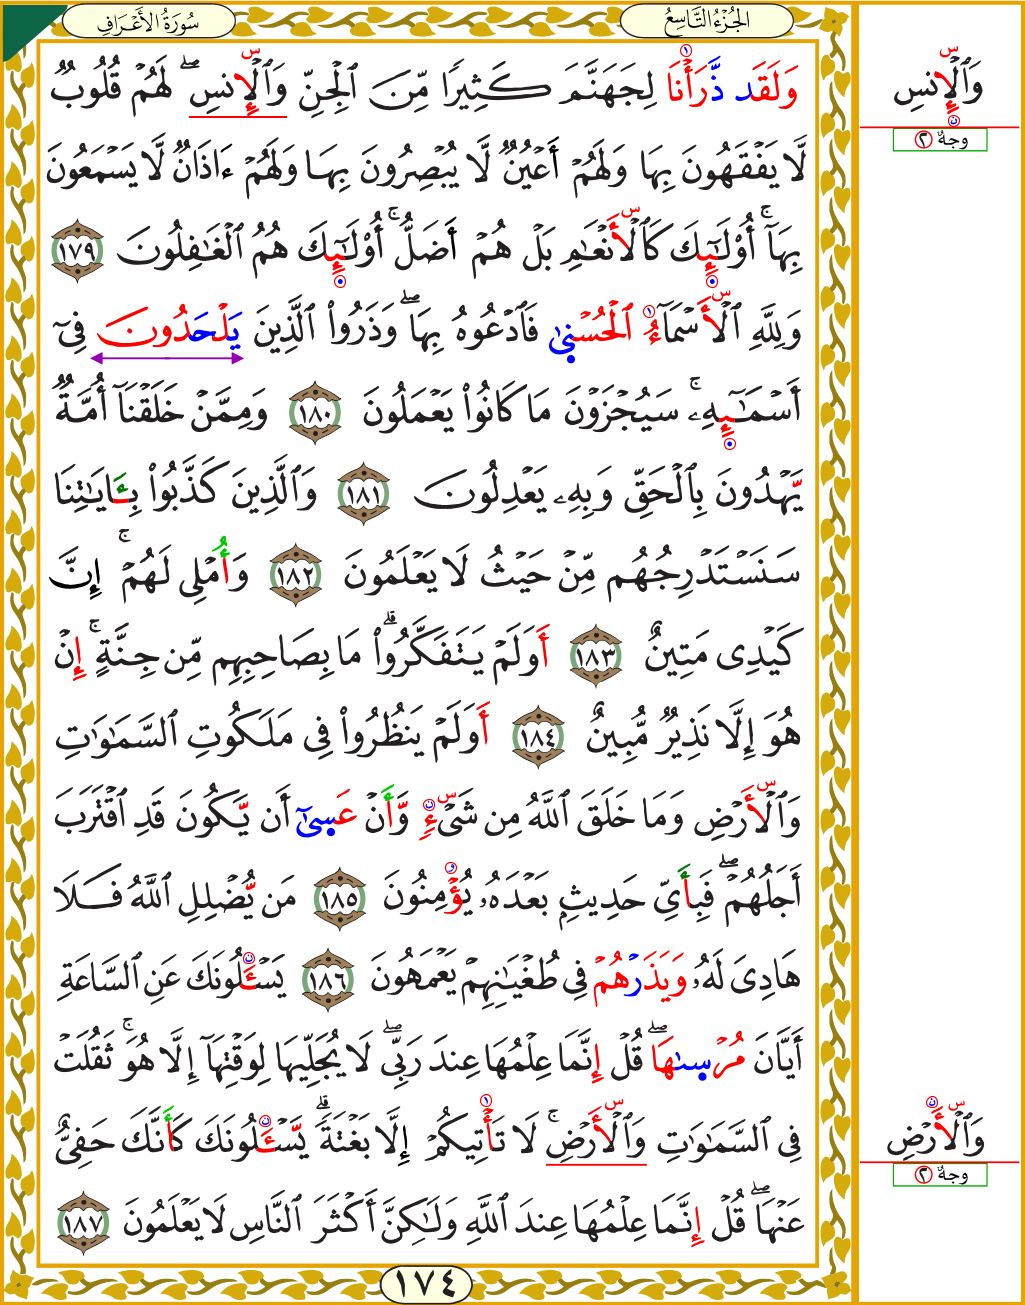 سُورَةُ الأَعْرَافِ
الجُزْءُ التَّاسِعُ
وَلَقَد ذَّرَأْنَا لِجَهَنَّمَ كَثِيرًا مِّنَ ٱلْجِنِّ وَٱلْإِنسِ ۖ لَهُمْ قُلُوبٌ
لَّا يَفْقَهُونَ بِهَا وَلَهُمْ أَعْيُنٌ لَّا يُبْصِرُونَ بِهَا وَلَهُمْ ءَاذَانٌ لَّا يَسْمَعُونَ
بِهَآ ۚ أُوْلَـٰٓئِكَ كَٱلْأَنْعَـٰمِ بَلْ هُمْ أَضَلُّ ۚ أُوْلَـٰٓئِكَ هُمُ ٱلْغَـٰفِلُونَ ١٧٩
وَلِلَّهِ ٱلْأَسْمَآءُ ٱلْحُسْنَىٰ فَٱدْعُوهُ بِهَا ۖ وَذَرُواْ ٱلَّذِينَ يَلْحَدُونَ فِىٓ
أَسْمَـٰٓئِهِۦ ۚ سَيُجْزَوْنَ مَا كَانُواْ يَعْمَلُونَ ١٨٠ وَمِمَّنْ خَلَقْنَآ أُمَّةٌ
يَّهْدُونَ بِٱلْحَقِّ وَبِهِۦ يَعْدِلُونَ ١٨١ وَٱلَّذِينَ كَذَّبُواْ بِـَٔايَـٰتِنَا
سَنَسْتَدْرِجُهُم مِّنْ حَيْثُ لَا يَعْلَمُونَ ١٨٢ وَأُمْلِى لَهُمْ ۚ إِنَّ
كَيْدِى مَتِينٌ ١٨٣ أَوَلَمْ يَتَفَكَّرُواْ ۗ مَا بِصَاحِبِهِم مِّن جِنَّةٍ ۚ إِنْ
هُوَ إِلَّا نَذِيرٌ مُّبِينٌ ١٨٤ أَوَلَمْ يَنظُرُواْ فِى مَلَكُوتِ ٱلسَّمَـٰوَٰتِ
وَٱلْأَرْضِ وَمَا خَلَقَ ٱللَّهُ مِن شَىْءٍ وَّأَنْ عَسَىٰٓ أَن يَّكُونَ قَدِ ٱقْتَرَبَ
أَجَلُهُمْ ۖ فَبِأَىِّ حَدِيثٍ بَعْدَهُۥ يُؤْمِنُونَ ١٨٥ مَن يُّضْلِلِ ٱللَّهُ فَلَا
هَادِىَ لَهُۥ وَيَذَرْهُمْ فِى طُغْيَـٰنِهِمْ يَعْمَهُونَ ١٨٦ يَسْـَٔلُونَكَ عَنِ ٱلسَّاعَةِ
أَيَّانَ مُرْسَىٰهَا ۖ قُلْ إِنَّمَا عِلْمُهَا عِندَ رَبِّى ۖ لَا يُجَلِّيهَا لِوَقْتِهَآ إِلَّا هُوَ ۚ ثَقُلَتْ
فِى ٱلسَّمَـٰوَٰتِ وَٱلْأَرْضِ ۚ لَا تَأْتِيكُمْ إِلَّا بَغْتَةً ۗ يَّسْـَٔلُونَكَ كَأَنَّكَ حَفِىٌّ
عَنْهَا ۖ قُلْ إِنَّمَا عِلْمُهَا عِندَ ٱللَّهِ وَلَـٰكِنَّ أَكْثَرَ ٱلنَّاسِ لَا يَعْلَمُونَ ١٨٧
١٧٤
وَٱلْإِنسِ
٢ وجهٌ
وَٱلْأَرْضِ
٢ وجهٌ